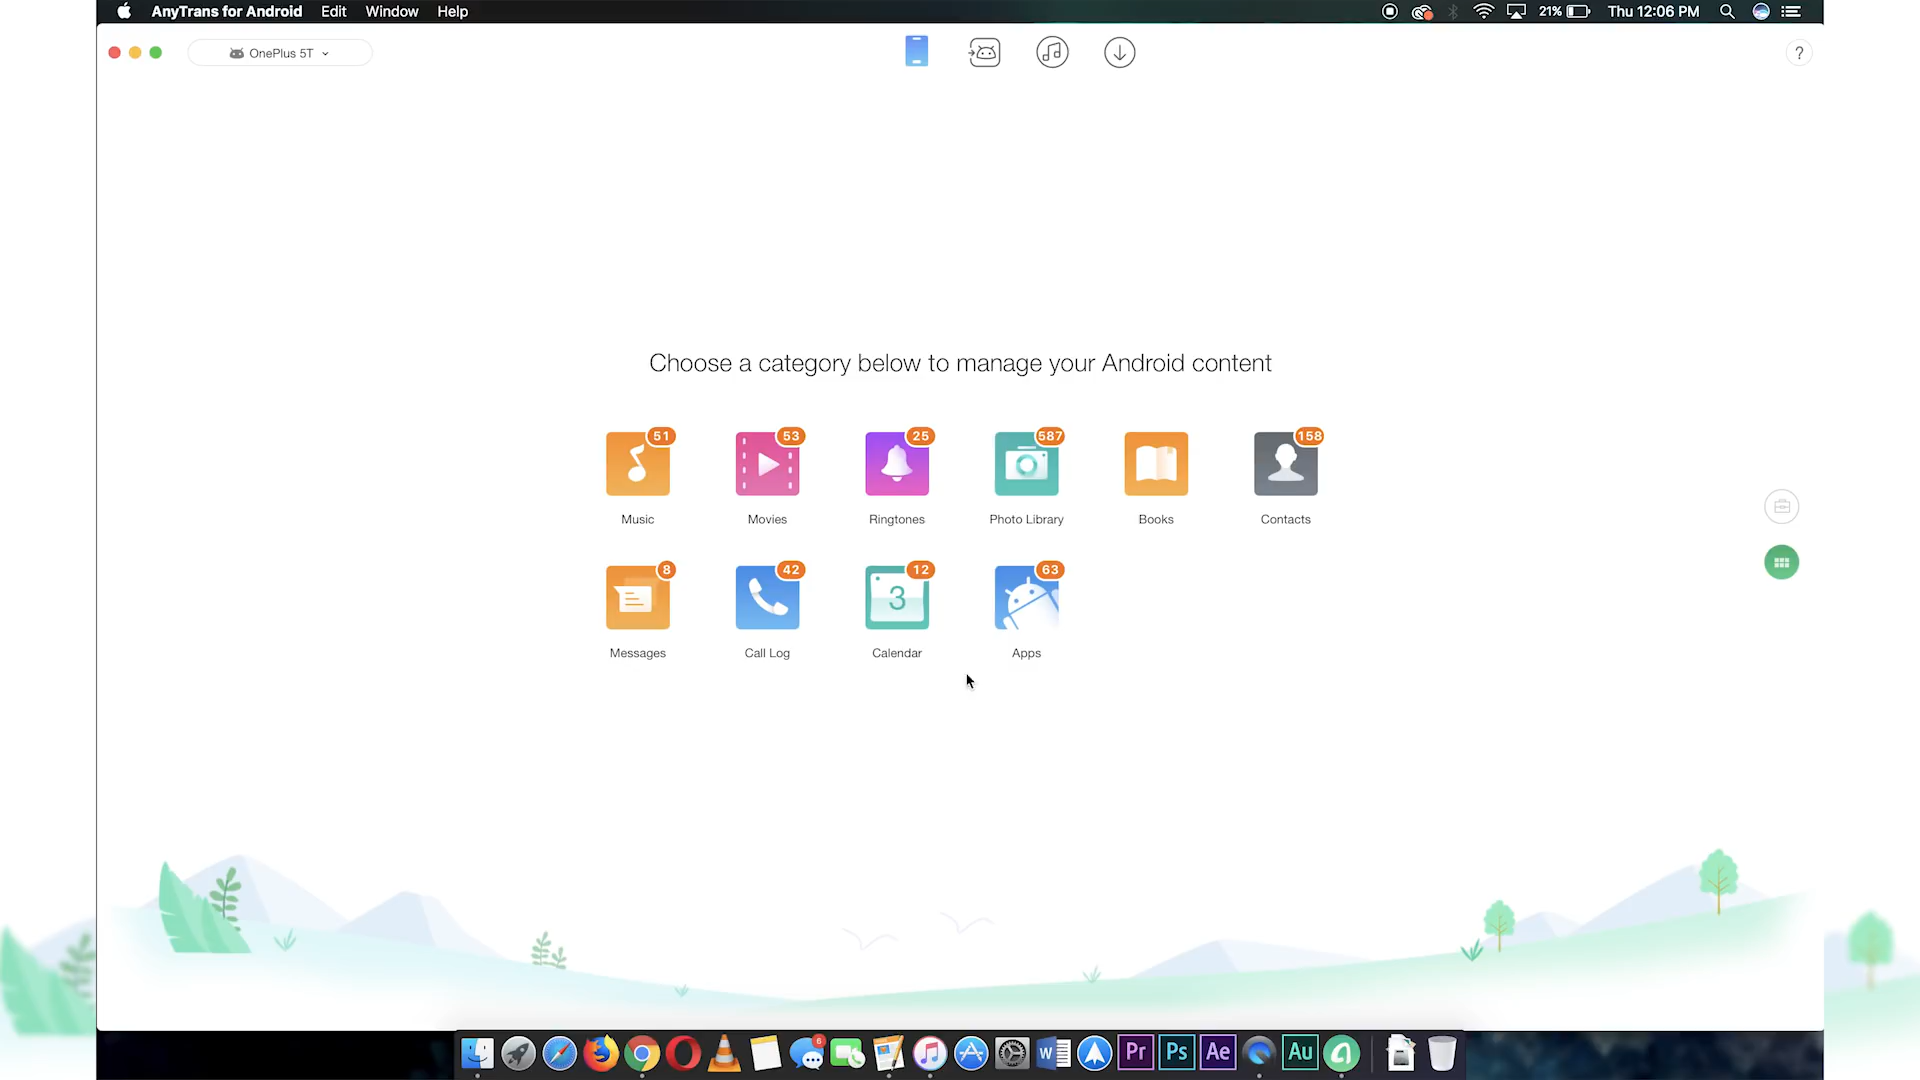 AnyTrans for Android Edit Window Help
21% Thu 12:06 PM
OnePlus 5T
?
Choose a category below to manage your Android content
51 53 25 587 158
Music Movies Ringtones Photo Library Books Contacts
8 42 12 63
3
Messages Call Log Calendar Apps
6
W Pr Ps Ae Au